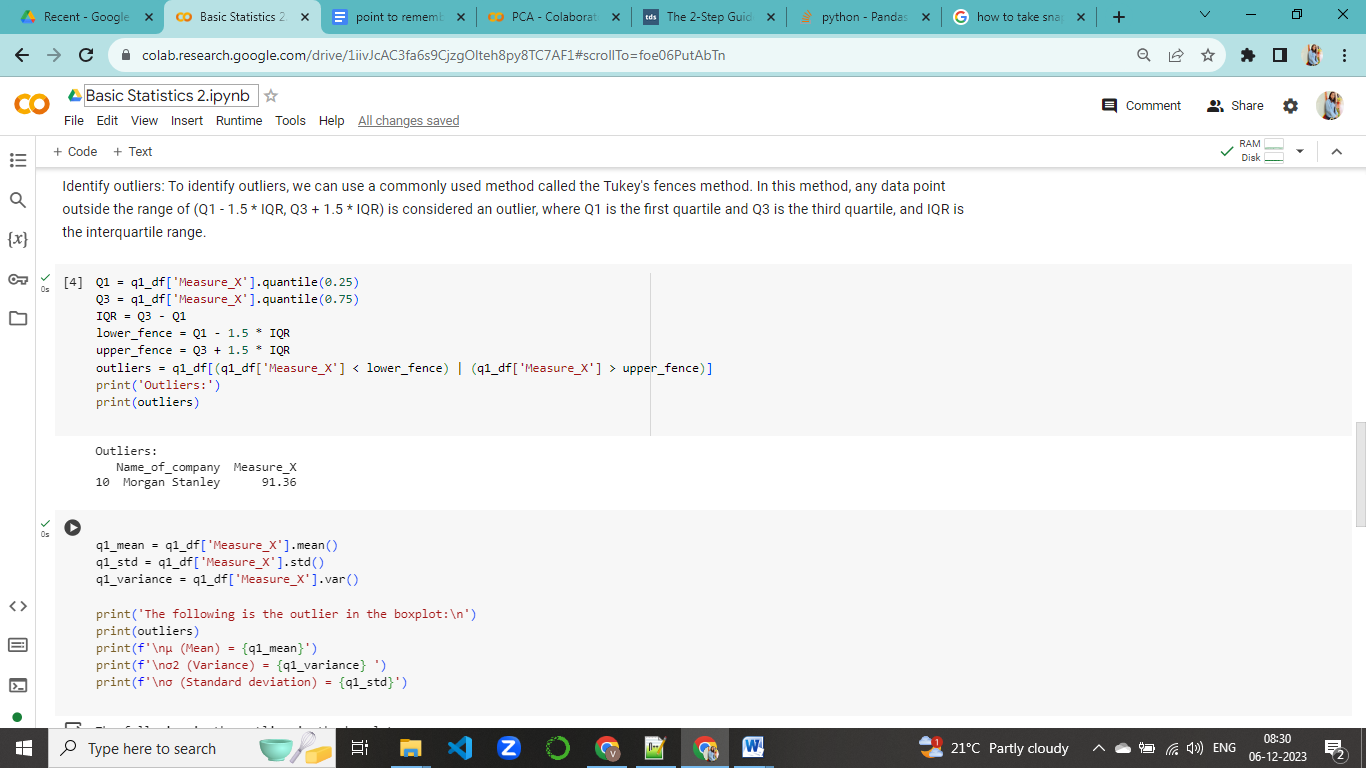 Recent - Google
Basic Statistics 2.
point to rememb
PCA - Colaborat
tds The 2-Step Guid
python - Pandas
how to take snap
colab.research.google.com/drive/1iivJcAC3fa6s9CjzgOlteh8py8TC7AF1#scrollTo=foe06PutAbTn
Basic Statistics 2.ipynb
Comment
Share
File Edit View Insert Runtime Tools Help All changes saved
+ Code + Text
RAM
Disk
Identify outliers: To identify outliers, we can use a commonly used method called the Tukey's fences method. In this method, any data point
outside the range of (Q1 - 1.5 * IQR, Q3 + 1.5 * IQR) is considered an outlier, where Q1 is the first quartile and Q3 is the third quartile, and IQR is
the interquartile range.
{x}
0s
[4] Q1 = q1_df['Measure_X'].quantile(0.25)
Q3 = q1_df['Measure_X'].quantile(0.75)
IQR = Q3 - Q1
lower_fence = Q1 - 1.5 * IQR
upper_fence = Q3 + 1.5 * IQR
outliers = q1_df[(q1_df['Measure_X'] < lower_fence) | (q1_df['Measure_X'] > upper_fence)]
print('Outliers:')
print(outliers)
Outliers:
Name_of_company Measure_X
10 Morgan Stanley 91.36
0s
q1_mean = q1_df['Measure_X'].mean()
q1_std = q1_df['Measure_X'].std()
q1_variance = q1_df['Measure_X'].var()
print('The following is the outlier in the boxplot:\n')
print(outliers)
print(f'\nμ (Mean) = {q1_mean}')
print(f'\nσ2 (Variance) = {q1_variance} ')
print(f'\nσ (Standard deviation) = {q1_std}')
Type here to search
21°C Partly cloudy
ENG
08:30
06-12-2023
2